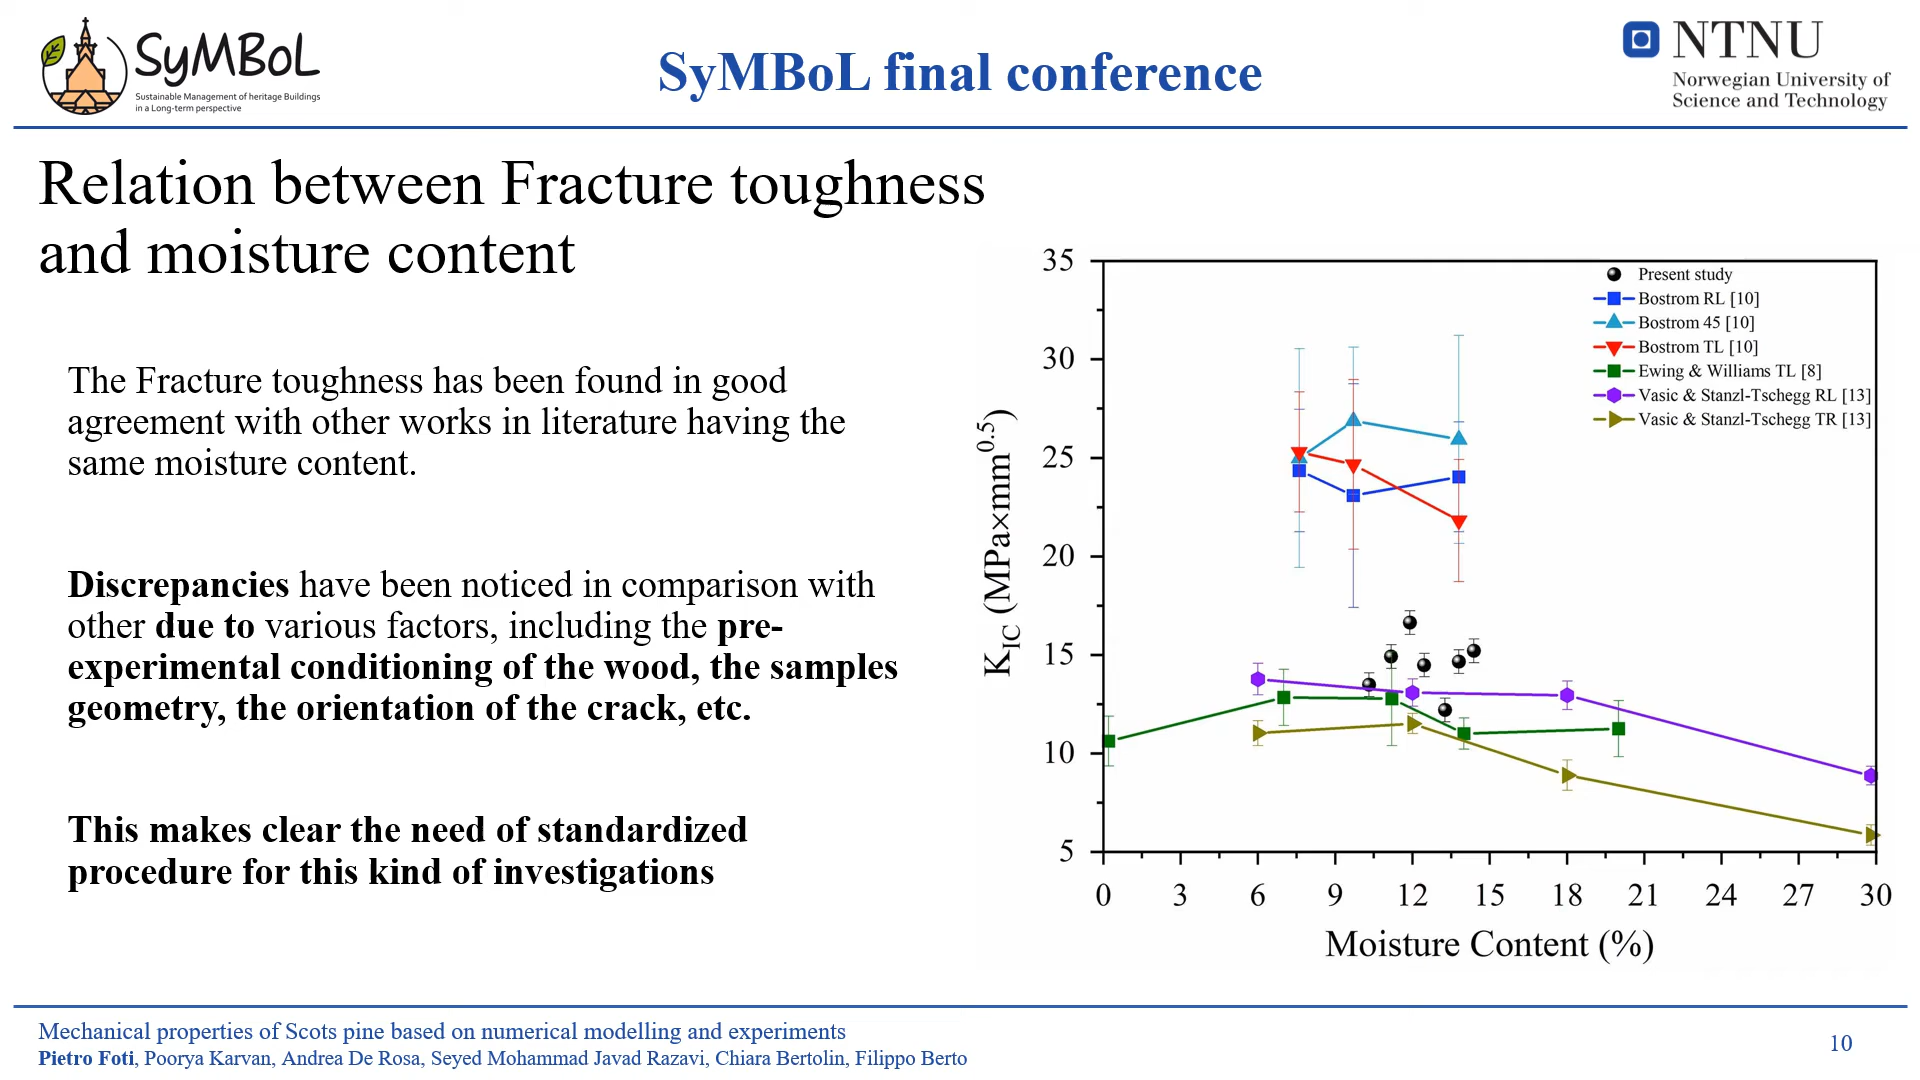 SyMBoL
Sustainable Management of heritage Buildings
in a Long-term perspective
SyMBoL final conference
NTNU
Norwegian University of
Science and Technology
Relation between Fracture toughness
and moisture content
The Fracture toughness has been found in good
agreement with other works in literature having the
same moisture content.
Discrepancies have been noticed in comparison with
other due to various factors, including the pre-
experimental conditioning of the wood, the samples
geometry, the orientation of the crack, etc.
This makes clear the need of standardized
procedure for this kind of investigations
35
30
25
20
15
10
5
K_IC (MPa×mm^0.5)
Present study
Bostrom RL [10]
Bostrom 45 [10]
Bostrom TL [10]
Ewing & Williams TL [8]
Vasic & Stanzl-Tschegg RL [13]
Vasic & Stanzl-Tschegg TR [13]
0 3 6 9 12 15 18 21 24 27 30
Moisture Content (%)
Mechanical properties of Scots pine based on numerical modelling and experiments
Pietro Foti, Poorya Karvan, Andrea De Rosa, Seyed Mohammad Javad Razavi, Chiara Bertolin, Filippo Berto
10